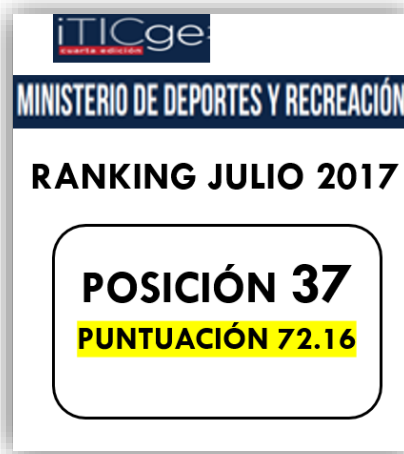 iTICge
cuarta edición
MINISTERIO DE DEPORTES Y RECREACIÓN
RANKING JULIO 2017
POSICIÓN 37
PUNTUACIÓN 72.16